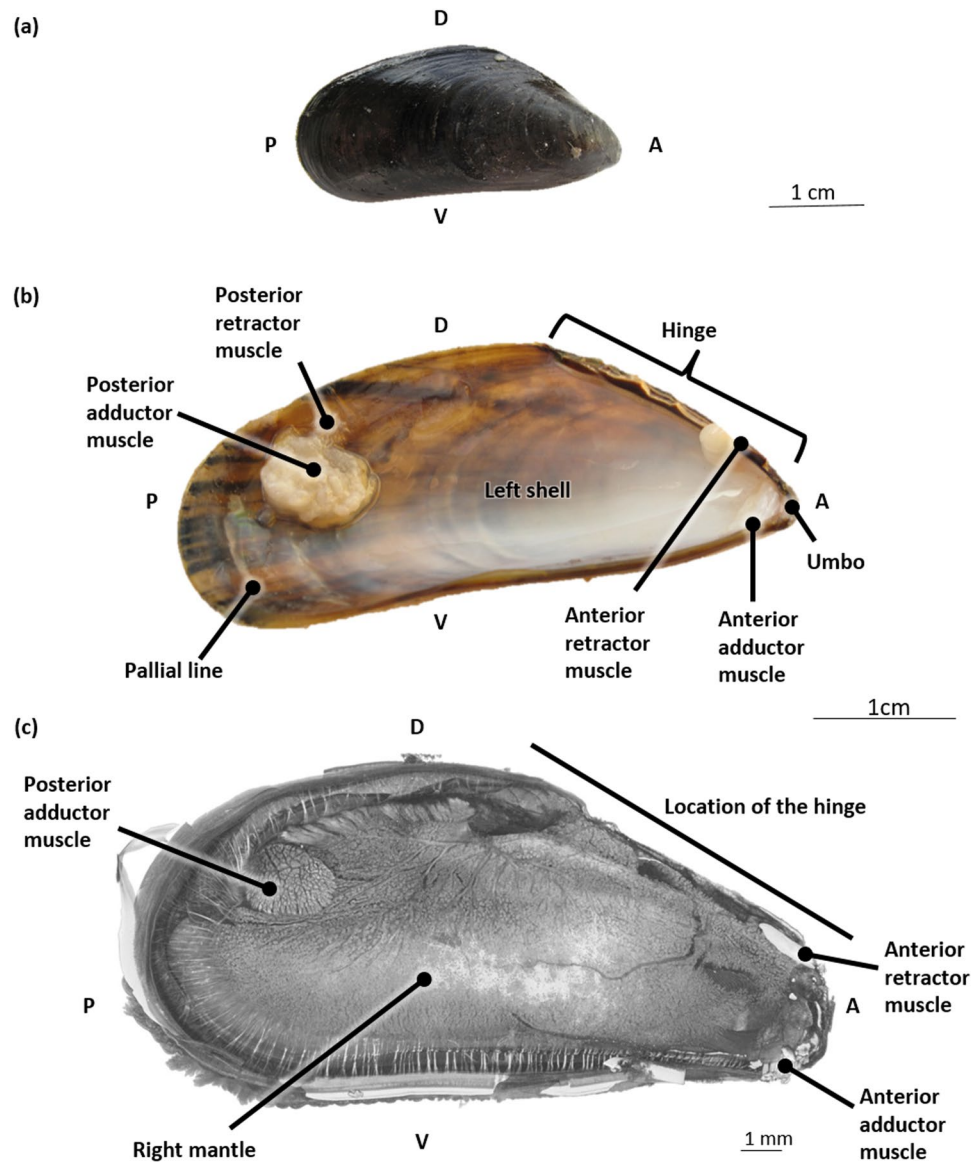 (a)
D
P
A
V
1 cm
(b)
Posterior
retractor
muscle
D
Hinge
Posterior
adductor
muscle
P
Left shell
A
Umbo
V
Anterior
retractor
muscle
Anterior
adductor
muscle
Pallial line
1cm
(c)
D
Posterior
adductor
muscle
Location of the hinge
Anterior
retractor
muscle
P
A
Anterior
adductor
muscle
Right mantle
V
1 mm